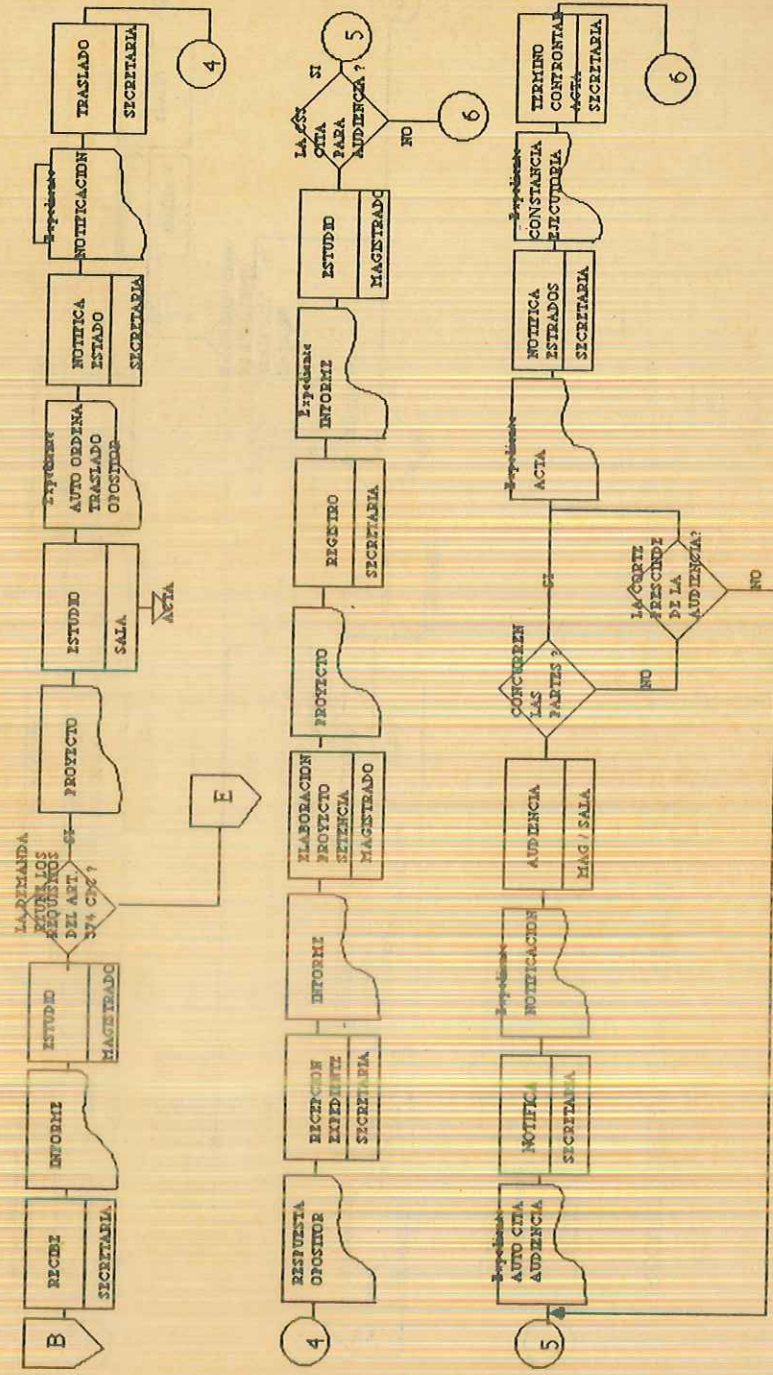 B
RECIBE
SECRETARIA
INFORME
ESTUDIO
MAGISTRADO
LA DEMANDA
REUNE LOS
REQUISITOS
DEL ART.
374 CPC ?
SI
E
PROYECTO
ESTUDIO
SALA
ACTA
Expediente
AUTO ORDENA
TRASLADO
OPOSITOR
NOTIFICA
ESTADO
SECRETARIA
Expediente
NOTIFICACION
TRASLADO
SECRETARIA
4
4
RESPUESTA
OPOSITOR
RECEPCION
EXPEDIENTE
SECRETARIA
INFORME
ELABORACION
PROYECTO
SETENCIA
MAGISTRADO
PROYECTO
REGISTRO
SECRETARIA
Expediente
INFORME
ESTUDIO
MAGISTRADO
LA CSJ
CITA
PARA
AUDIENCIA ?
SI
5
NO
6
5
Expediente
AUTO CITA
AUDIENCIA
NOTIFICA
SECRETARIA
Expediente
NOTIFICACION
AUDIENCIA
MAG / SALA
CONCURREN
LAS
PARTES ?
SI
NO
LA CORTE
PRESCINDE
DE LA
AUDIENCIA?
NO
Expediente
ACTA
NOTIFICA
ESTRADOS
SECRETARIA
Expediente
CONSTANCIA
EJECUTORIA
TERMINO
CONFRONTAR
ACTA
SECRETARIA
6